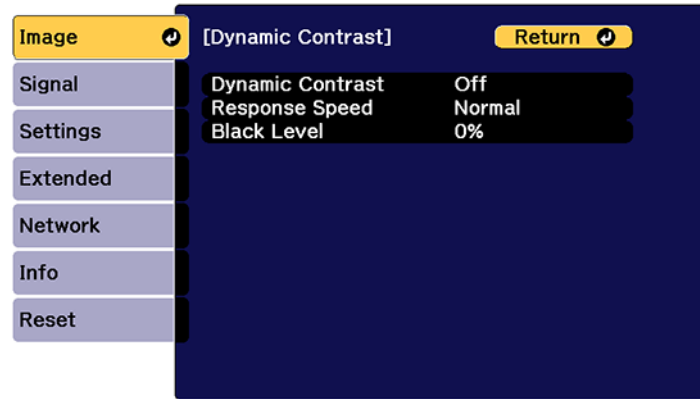 Image
Signal
Settings
Extended
Network
Info
Reset
[Dynamic Contrast] Return
Dynamic Contrast Off
Response Speed Normal
Black Level 0%